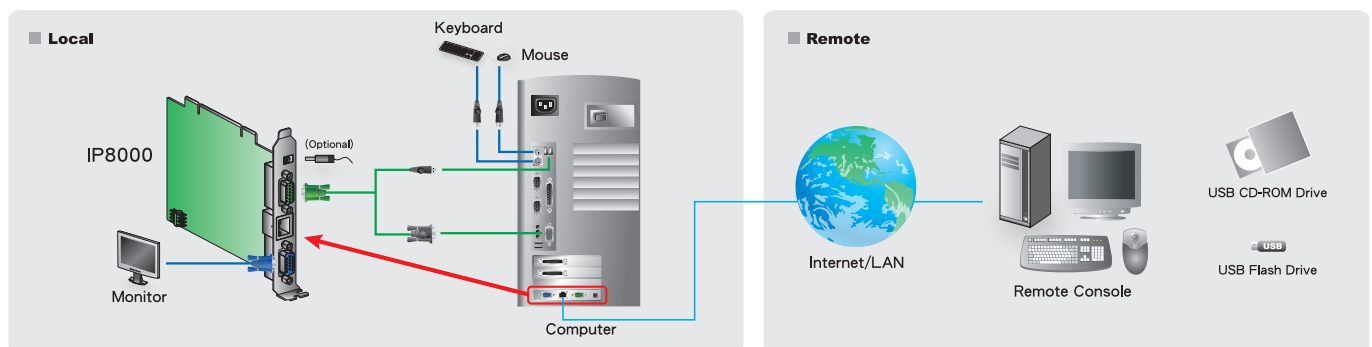 Local
Keyboard
Mouse
IP8000
(Optional)
Monitor
Computer
Remote
Internet/LAN
Remote Console
USB CD-ROM Drive
USB
USB Flash Drive